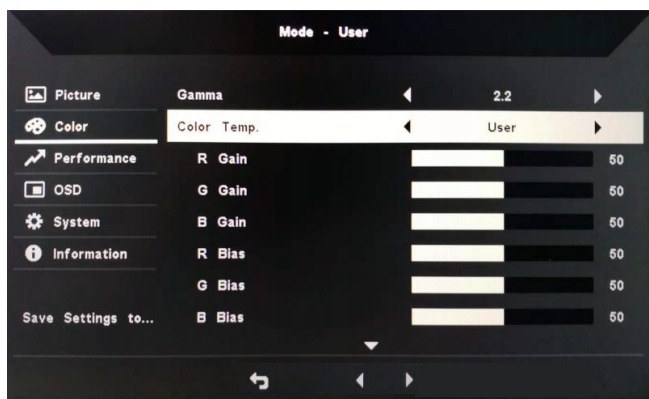 Mode - User
Picture
Gamma
2.2
Color
Color Temp.
User
Performance
R Gain
50
OSD
G Gain
50
System
B Gain
50
Information
R Bias
50
G Bias
50
Save Settings to...
B Bias
50